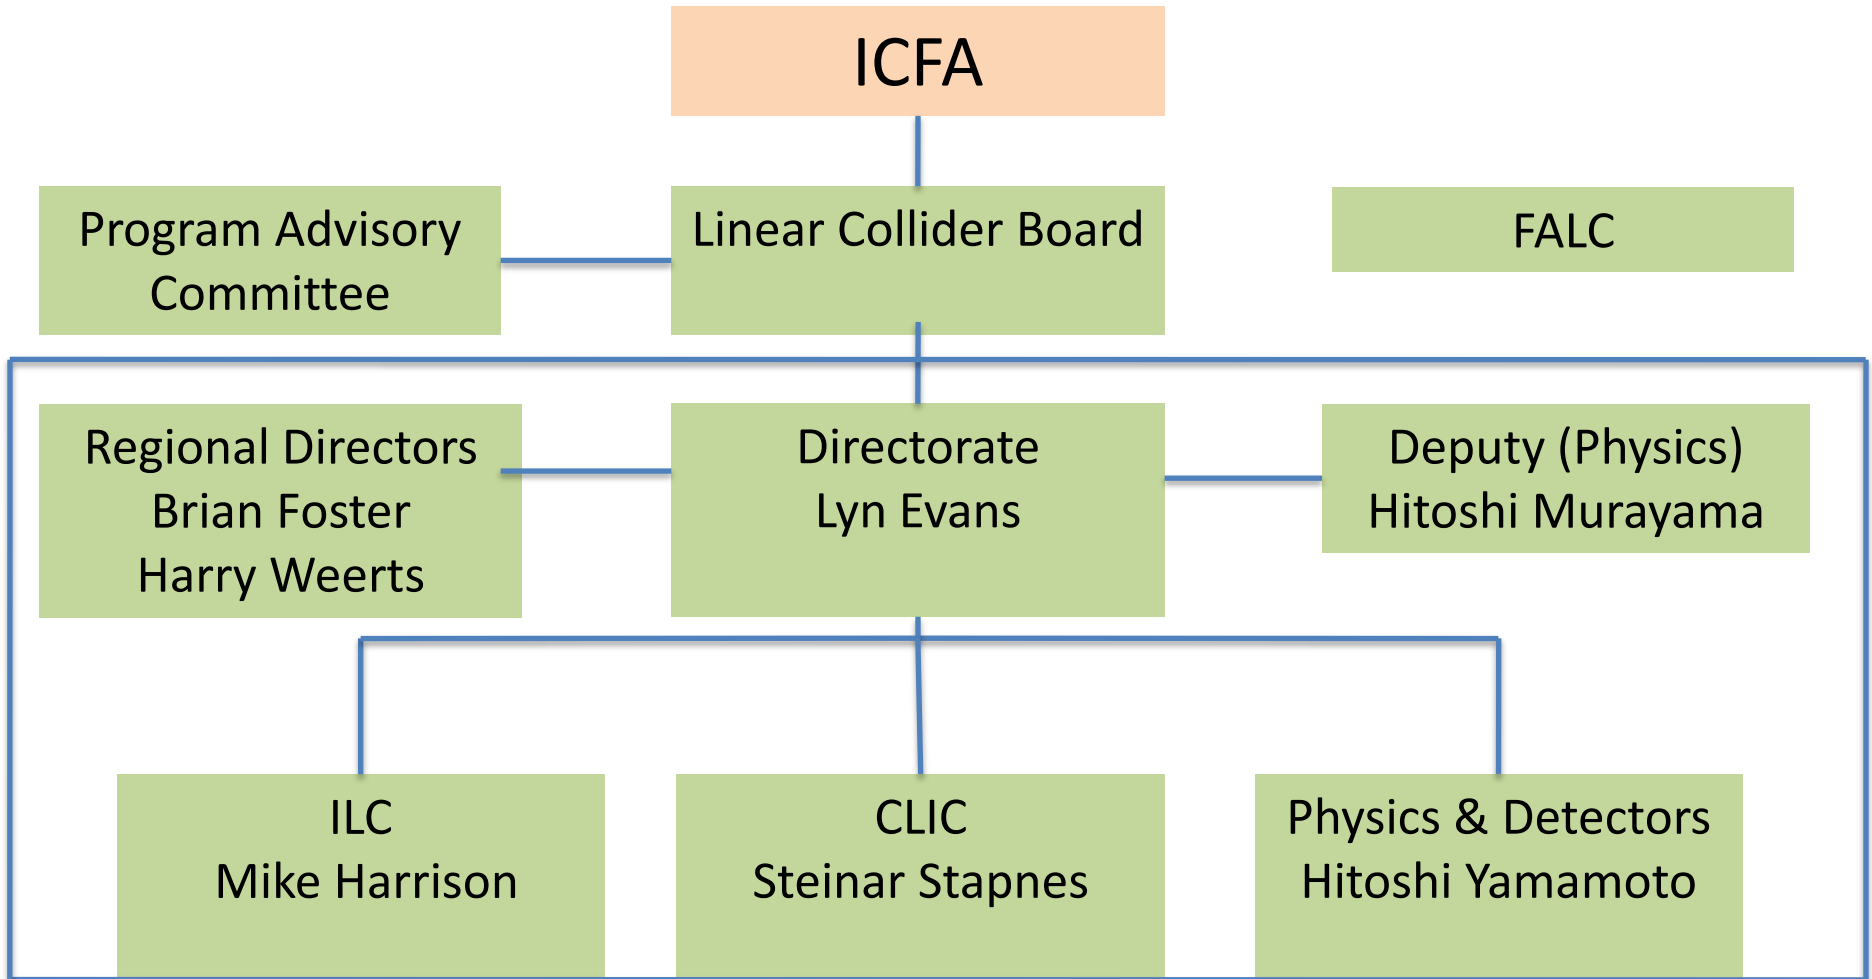 ICFA
Program Advisory
Committee
Linear Collider Board
FALC
Regional Directors
Brian Foster
Harry Weerts
Directorate
Lyn Evans
Deputy (Physics)
Hitoshi Murayama
ILC
Mike Harrison
CLIC
Steinar Stapnes
Physics & Detectors
Hitoshi Yamamoto